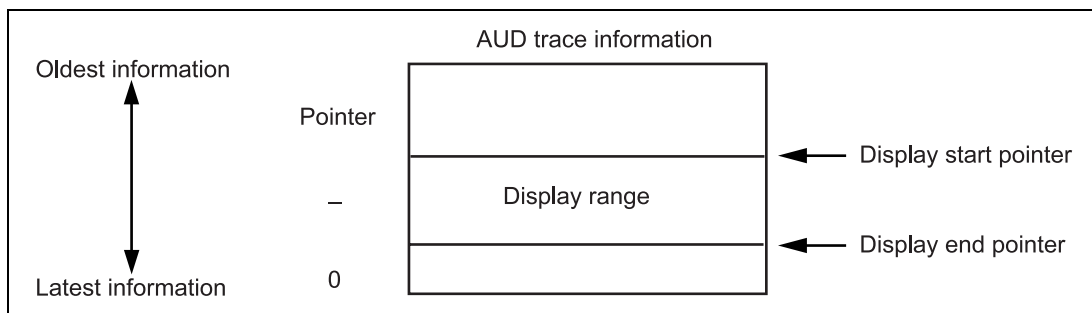 AUD trace information
Oldest information
Pointer
Display start pointer
– Display range
Display end pointer
0
Latest information